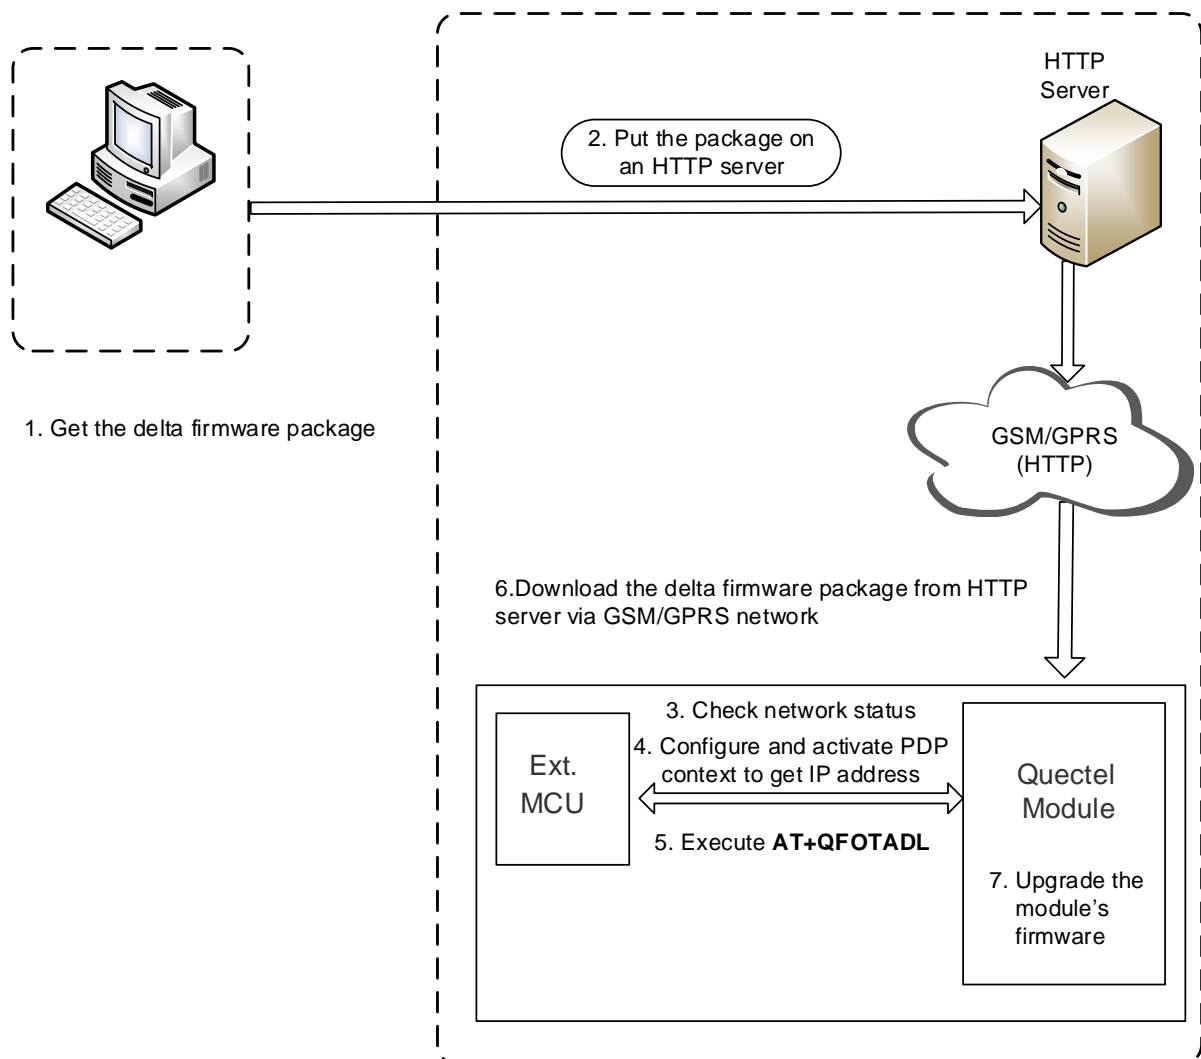 HTTP
Server
2. Put the package on
an HTTP server
1. Get the delta firmware package
GSM/GPRS
(HTTP)
6.Download the delta firmware package from HTTP
server via GSM/GPRS network
3. Check network status
4. Configure and activate PDP
context to get IP address
5. Execute AT+QFOTADL
Ext.
MCU
Quectel
Module
7. Upgrade the
module’s
firmware